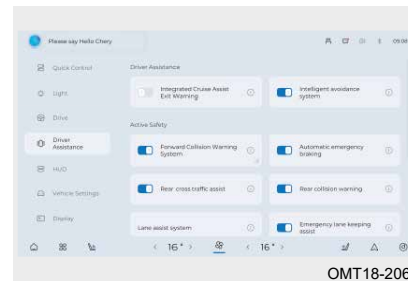 Please say Hello Chery
09:08
Quick Control
Driver Assistance
Integrated Cruise Assist
Exit Warning
Intelligent avoidance
system
Light
Drive
Active Safety
Driver
Assistance
Forward Collision Warning
System
Automatic emergency
braking
HUD
Rear cross traffic assist
Rear collision warning
Vehicle Settings
Display
Lane assist system
Emergency lane keeping
assist
< 16° >
< 16° >
OMT18-206